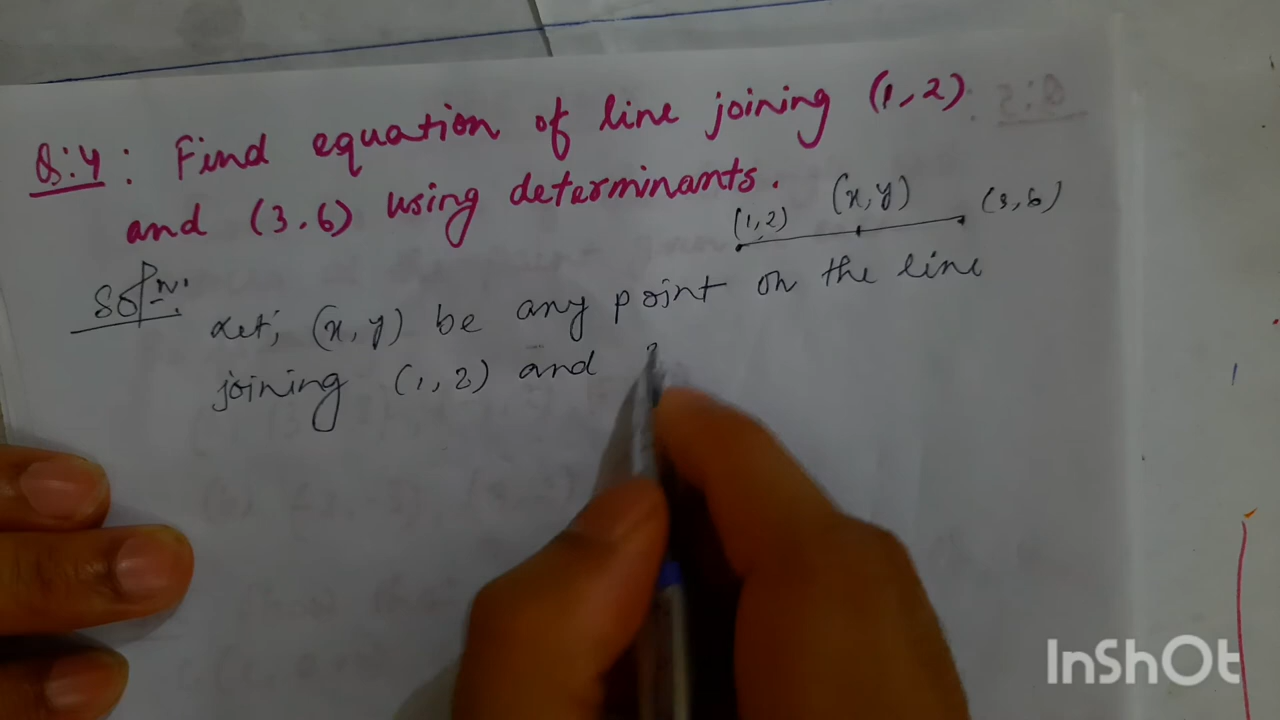 Q:4: Find equation of line joining (1,2)
and (3,6) using determinants.
(1,2) (x,y) (3,6)
Sol.n.
Let; (x,y) be any point on the line
joining (1,2) and
InShOt